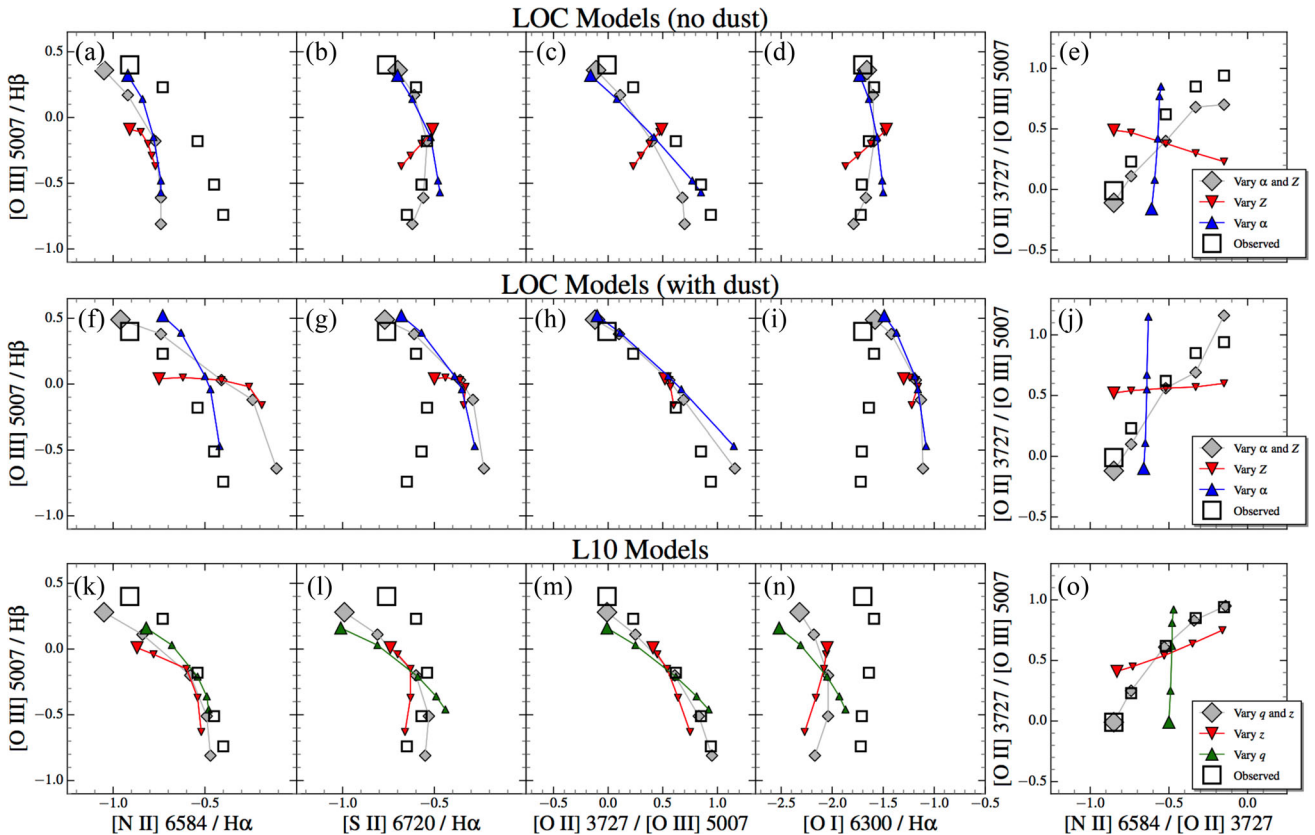 LOC Models (no dust)
(a)
(b)
(c)
(d)
(e)
[O III] 5007 / Hβ
0.5
0.0
−0.5
−1.0
[O II] 3727 / [O III] 5007
1.0
0.5
0.0
−0.5
Vary α and Z
Vary Z
Vary α
Observed
LOC Models (with dust)
(f)
(g)
(h)
(i)
(j)
[O III] 5007 / Hβ
0.5
0.0
−0.5
−1.0
[O II] 3727 / [O III] 5007
1.0
0.5
0.0
−0.5
Vary α and Z
Vary Z
Vary α
Observed
L10 Models
(k)
(l)
(m)
(n)
(o)
[O III] 5007 / Hβ
0.5
0.0
−0.5
−1.0
[O II] 3727 / [O III] 5007
1.0
0.5
0.0
−0.5
Vary q and z
Vary z
Vary q
Observed
−1.0 −0.5
−1.0 −0.5
0.0 0.5 1.0
−2.5 −2.0 −1.5 −1.0 −0.5
−1.0 −0.5 0.0
[N II] 6584 / Hα
[S II] 6720 / Hα
[O II] 3727 / [O III] 5007
[O I] 6300 / Hα
[N II] 6584 / [O II] 3727